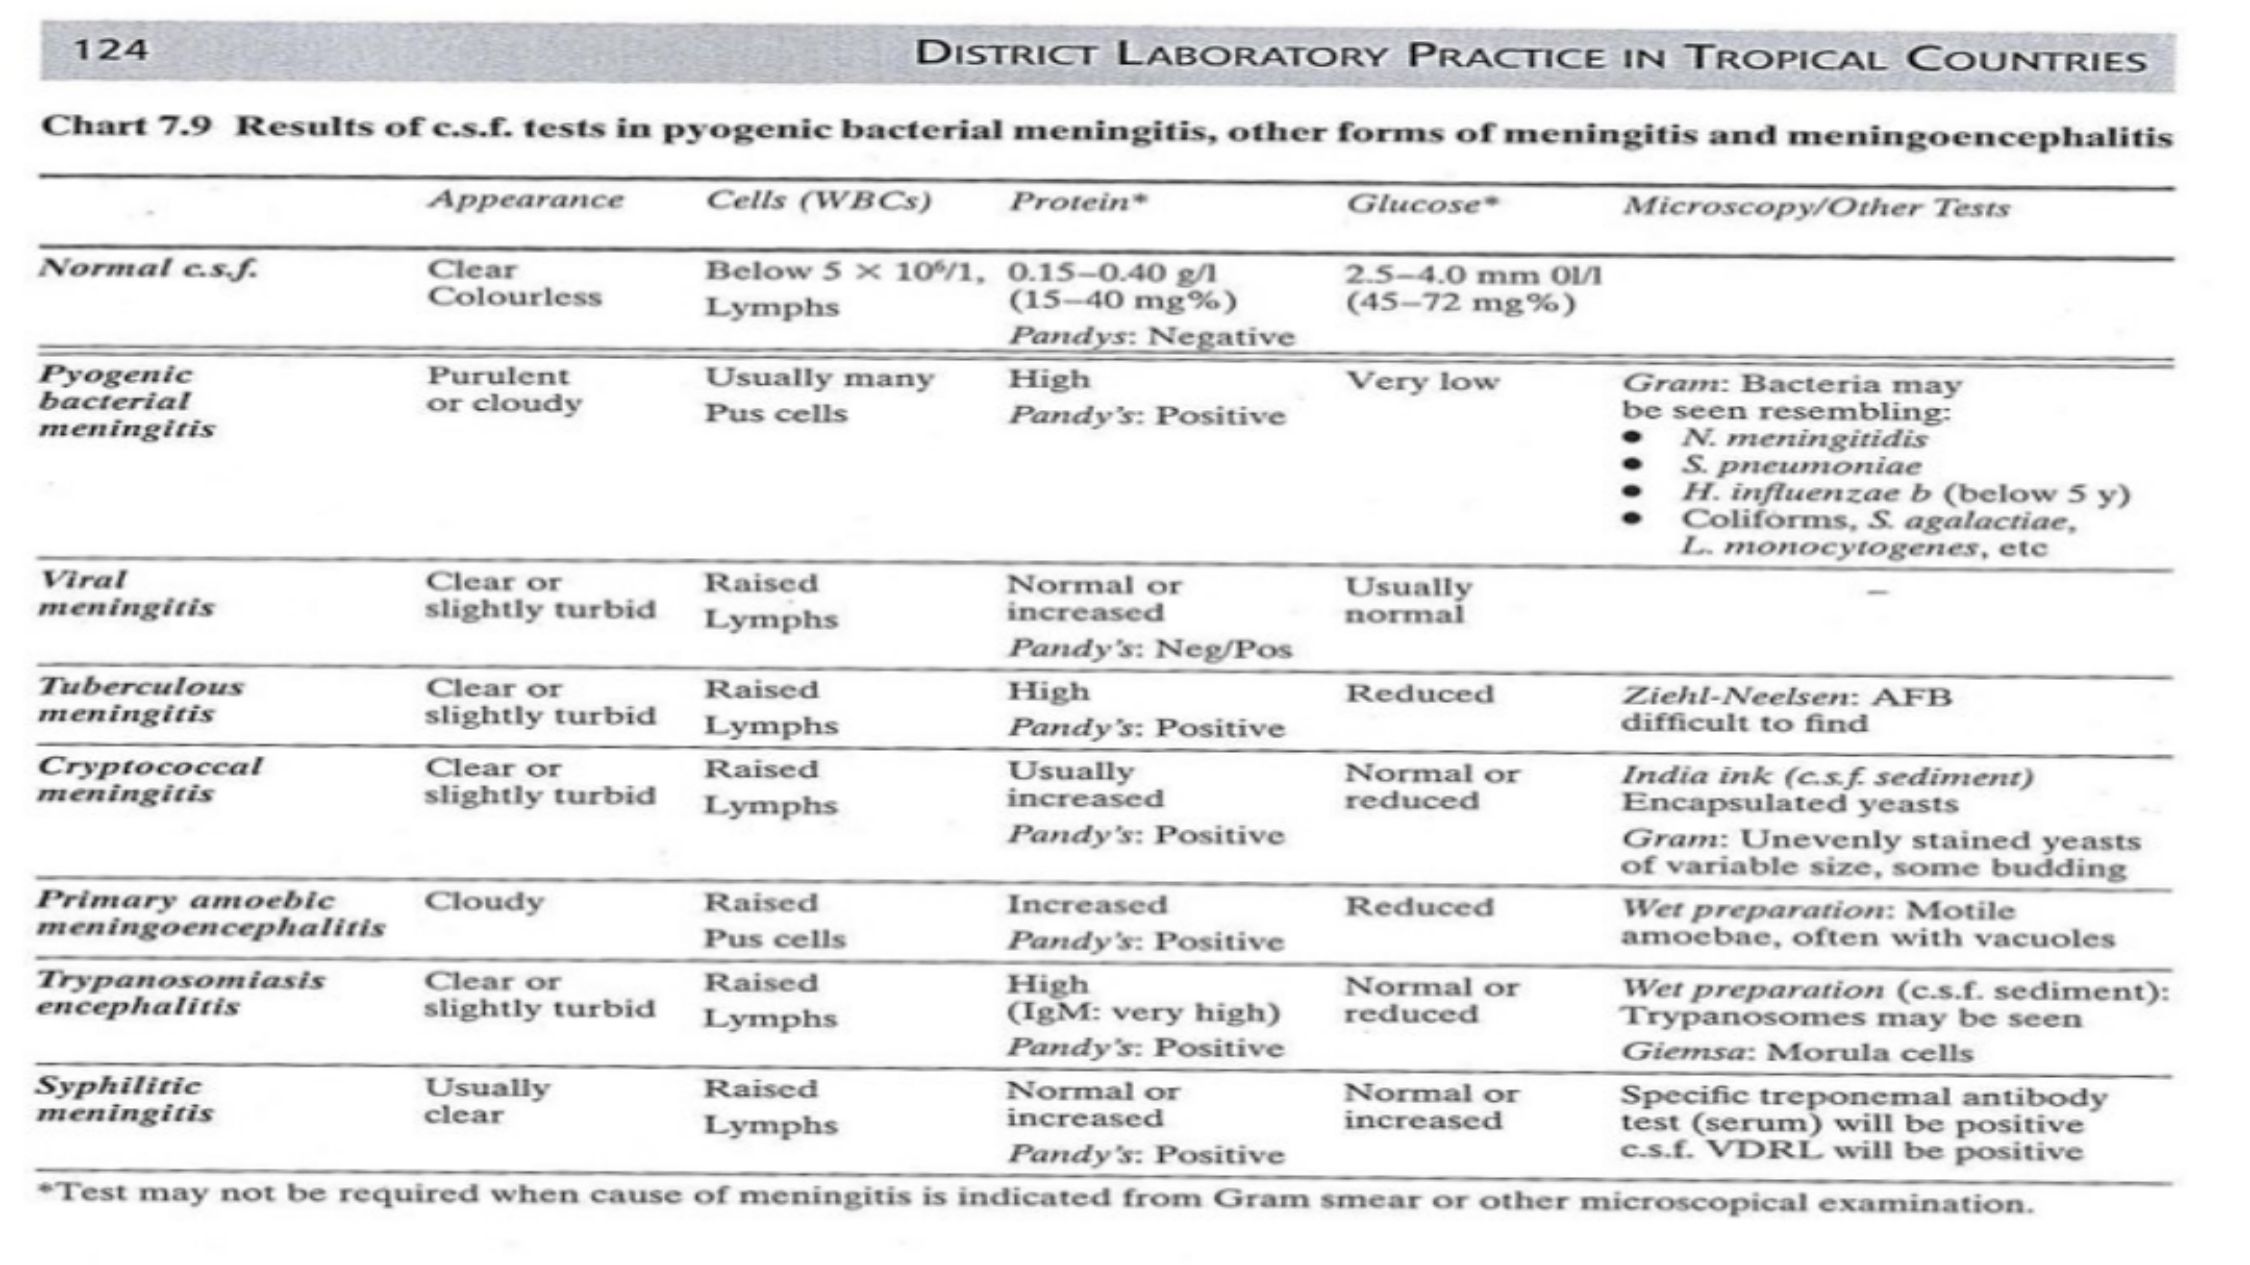 124 DISTRICT LABORATORY PRACTICE IN TROPICAL COUNTRIES
Chart 7.9 Results of c.s.f. tests in pyogenic bacterial meningitis, other forms of meningitis and meningoencephalitis
Appearance Cells (WBCs) Protein* Glucose* Microscopy/Other Tests
Normal c.s.f. Clear Below 5 × 10⁶/1, 0.15–0.40 g/l 2.5–4.0 mm 0l/l
Colourless Lymphs (15–40 mg%) (45–72 mg%)
Pandys: Negative
Pyogenic Purulent Usually many High Very low Gram: Bacteria may
bacterial or cloudy Pus cells Pandy's: Positive be seen resembling:
meningitis • N. meningitidis
• S. pneumoniae
• H. influenzae b (below 5 y)
• Coliforms, S. agalactiae,
L. monocytogenes, etc
Viral Clear or Raised Normal or Usually –
meningitis slightly turbid Lymphs increased normal
Pandy's: Neg/Pos
Tuberculous Clear or Raised High Reduced Ziehl-Neelsen: AFB
meningitis slightly turbid Lymphs Pandy's: Positive difficult to find
Cryptococcal Clear or Raised Usually Normal or India ink (c.s.f. sediment)
meningitis slightly turbid Lymphs increased reduced Encapsulated yeasts
Pandy's: Positive Gram: Unevenly stained yeasts
of variable size, some budding
Primary amoebic Cloudy Raised Increased Reduced Wet preparation: Motile
meningoencephalitis Pus cells Pandy's: Positive amoebae, often with vacuoles
Trypanosomiasis Clear or Raised High Normal or Wet preparation (c.s.f. sediment):
encephalitis slightly turbid Lymphs (IgM: very high) reduced Trypanosomes may be seen
Pandy's: Positive Giemsa: Morula cells
Syphilitic Usually Raised Normal or Normal or Specific treponemal antibody
meningitis clear Lymphs increased increased test (serum) will be positive
Pandy's: Positive c.s.f. VDRL will be positive
*Test may not be required when cause of meningitis is indicated from Gram smear or other microscopical examination.